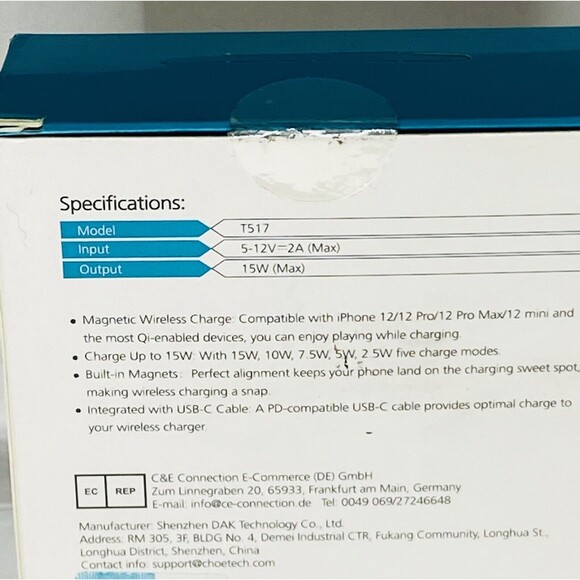 Specifications:
Model T517
Input 5-12V⎓2A (Max)
Output 15W (Max)
• Magnetic Wireless Charge: Compatible with iPhone 12/12 Pro/12 Pro Max/12 mini and
the most Qi-enabled devices, you can enjoy playing while charging.
• Charge Up to 15W: With 15W, 10W, 7.5W, 5W, 2.5W five charge modes.
• Built-in Magnets: Perfect alignment keeps your phone land on the charging sweet spot,
making wireless charging a snap.
• Integrated with USB-C Cable: A PD-compatible USB-C cable provides optimal charge to
your wireless charger.
EC REP
C&E Connection E-Commerce (DE) GmbH
Zum Linnegraben 20, 65933, Frankfurt am Main, Germany
E-mail: info@ce-connection.de Tel: 0049 069/27246648
Manufacturer: Shenzhen DAK Technology Co., Ltd.
Address: RM 305, 3F, BLDG No. 4, Demei Industrial CTR, Fukang Community, Longhua St.,
Longhua District, Shenzhen, China
Contact info: support@choetech.com